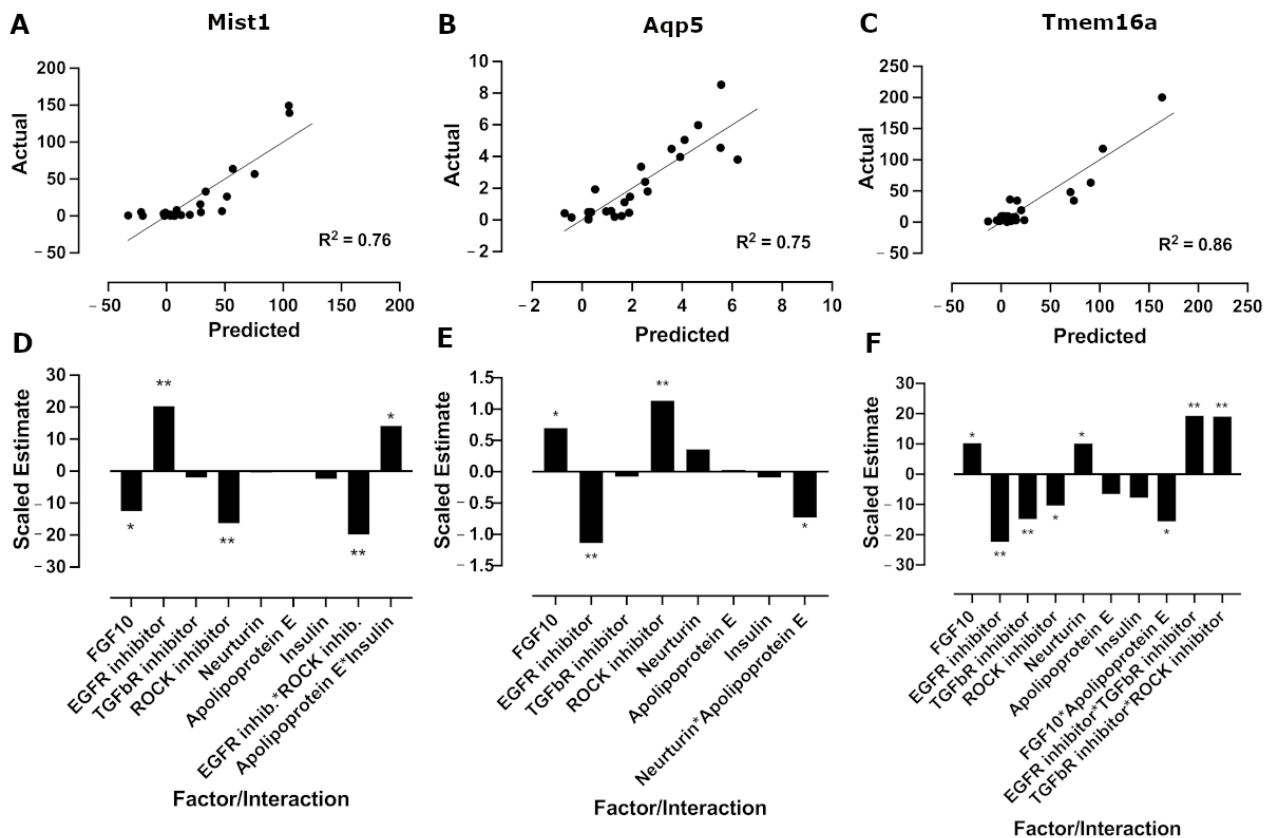 A
Mist1
200
150
100
50
0
–50
Actual
R² = 0.76
–50
0
50
100
150
200
Predicted
B
Aqp5
10
8
6
4
2
0
–2
Actual
R² = 0.75
–2
0
2
4
6
8
10
Predicted
C
Tmem16a
250
200
150
100
50
0
–50
Actual
R² = 0.86
–50
0
50
100
150
200
250
Predicted
D
30
20
10
0
–10
–20
–30
Scaled Estimate
*
**
**
**
*
FGF10
EGFR inhibitor
TGFbR inhibitor
ROCK inhibitor
Neurturin
Apolipoprotein E
Insulin
EGFR inhib.*ROCK inhib.
Apolipoprotein E*Insulin
Factor/Interaction
E
1.5
1.0
0.5
0.0
–0.5
–1.0
–1.5
Scaled Estimate
*
**
**
*
FGF10
EGFR inhibitor
TGFbR inhibitor
ROCK inhibitor
Neurturin
Apolipoprotein E
Insulin
Neurturin*Apolipoprotein E
Factor/Interaction
F
30
20
10
0
–10
–20
–30
Scaled Estimate
*
**
**
*
*
*
**
**
FGF10
EGFR inhibitor
TGFbR inhibitor
ROCK inhibitor
Neurturin
Apolipoprotein E
Insulin
FGF10*Apolipoprotein E
EGFR inhibitor*TGFbR inhibitor
TGFbR inhibitor*ROCK inhibitor
Factor/Interaction